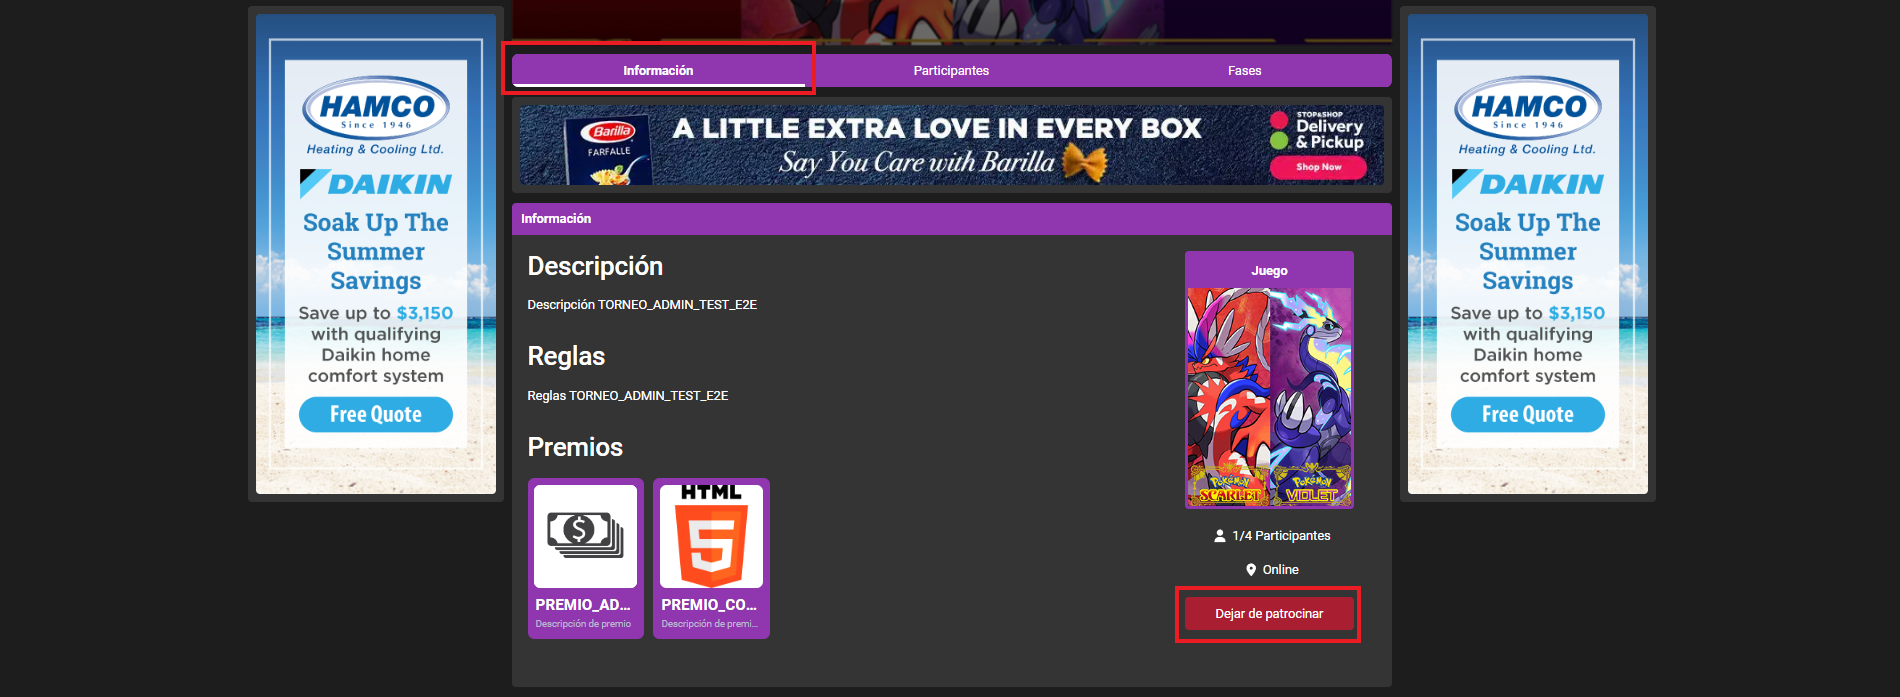 HAMCO
Since 1946
Heating & Cooling Ltd.
DAIKIN
Soak Up The
Summer
Savings
Save up to $3,150
with qualifying
Daikin home
comfort system
Free Quote
Información
Participantes
Fases
Barilla
FARFALLE
A LITTLE EXTRA LOVE IN EVERY BOX
Say You Care with Barilla
STOP&SHOP
Delivery
& Pickup
Shop Now
Información
Descripción
Descripción TORNEO_ADMIN_TEST_E2E
Reglas
Reglas TORNEO_ADMIN_TEST_E2E
Premios
HTML
5
PREMIO_AD...
Descripción de premio
PREMIO_CO...
Descripción de premi...
Juego
POKÉMON
SCARLET
POKÉMON
VIOLET
1/4 Participantes
Online
Dejar de patrocinar
HAMCO
Since 1946
Heating & Cooling Ltd.
DAIKIN
Soak Up The
Summer
Savings
Save up to $3,150
with qualifying
Daikin home
comfort system
Free Quote